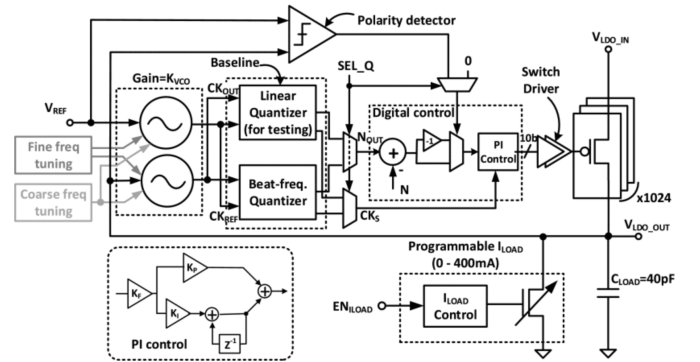 Polarity detector
V_LDO_IN
Baseline
SEL_Q
0
Gain=K_VCO
CK_OUT
Linear
Quantizer
(for testing)
Switch
Driver
Digital control
V_REF
N_OUT
-1
PI
Control
10b
Fine freq
tuning
-
N
x1024
Beat-freq.
Quantizer
Coarse freq
tuning
CK_REF
CK_S
V_LDO_OUT
Programmable I_LOAD
(0 - 400mA)
C_LOAD=40pF
K_P
K_F
K_I
Z^-1
PI control
EN_ILOAD
I_LOAD
Control